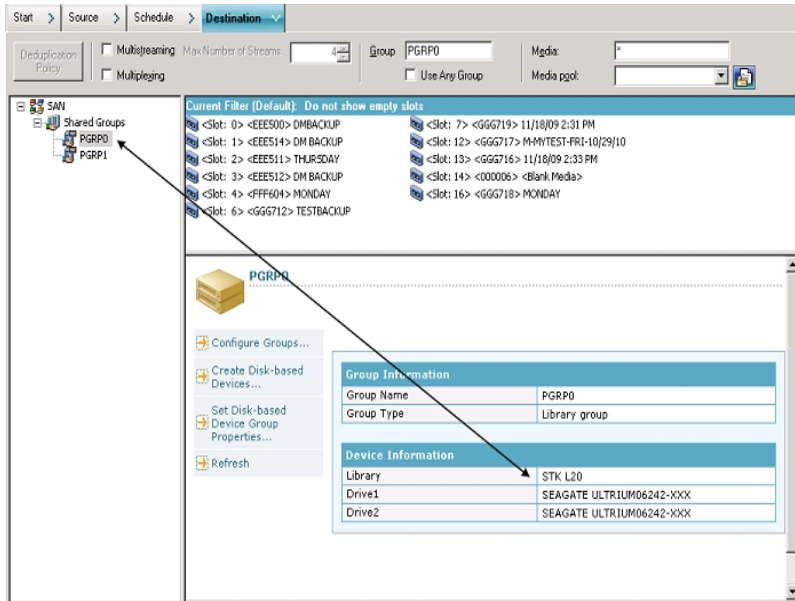 Start > Source > Schedule > Destination
Deduplication Policy
Multistreaming Max Number of Streams 4
Multiplexing
Group PGRP0
Use Any Group
Media: *
Media pool:
SAN
Shared Groups
PGRP0
PGRP1
Current Filter (Default): Do not show empty slots
<Slot: 0> <EEE500> DMBACKUP
<Slot: 1> <EEE514> DM BACKUP
<Slot: 2> <EEE511> THURSDAY
<Slot: 3> <EEE512> DM BACKUP
<Slot: 4> <FFF604> MONDAY
<Slot: 6> <GGG712> TESTBACKUP
<Slot: 7> <GGG719> 11/18/09 2:31 PM
<Slot: 12> <GGG717> M-MYTEST-FRI-10/29/10
<Slot: 13> <GGG716> 11/18/09 2:33 PM
<Slot: 14> <000006> <Blank Media>
<Slot: 16> <GGG718> MONDAY
PGRP0
Configure Groups...
Create Disk-based
Devices...
Set Disk-based
Device Group
Properties...
Refresh
Group Information
Group Name PGRP0
Group Type Library group
Device Information
Library STK L20
Drive1 SEAGATE ULTRIUM06242-XXX
Drive2 SEAGATE ULTRIUM06242-XXX